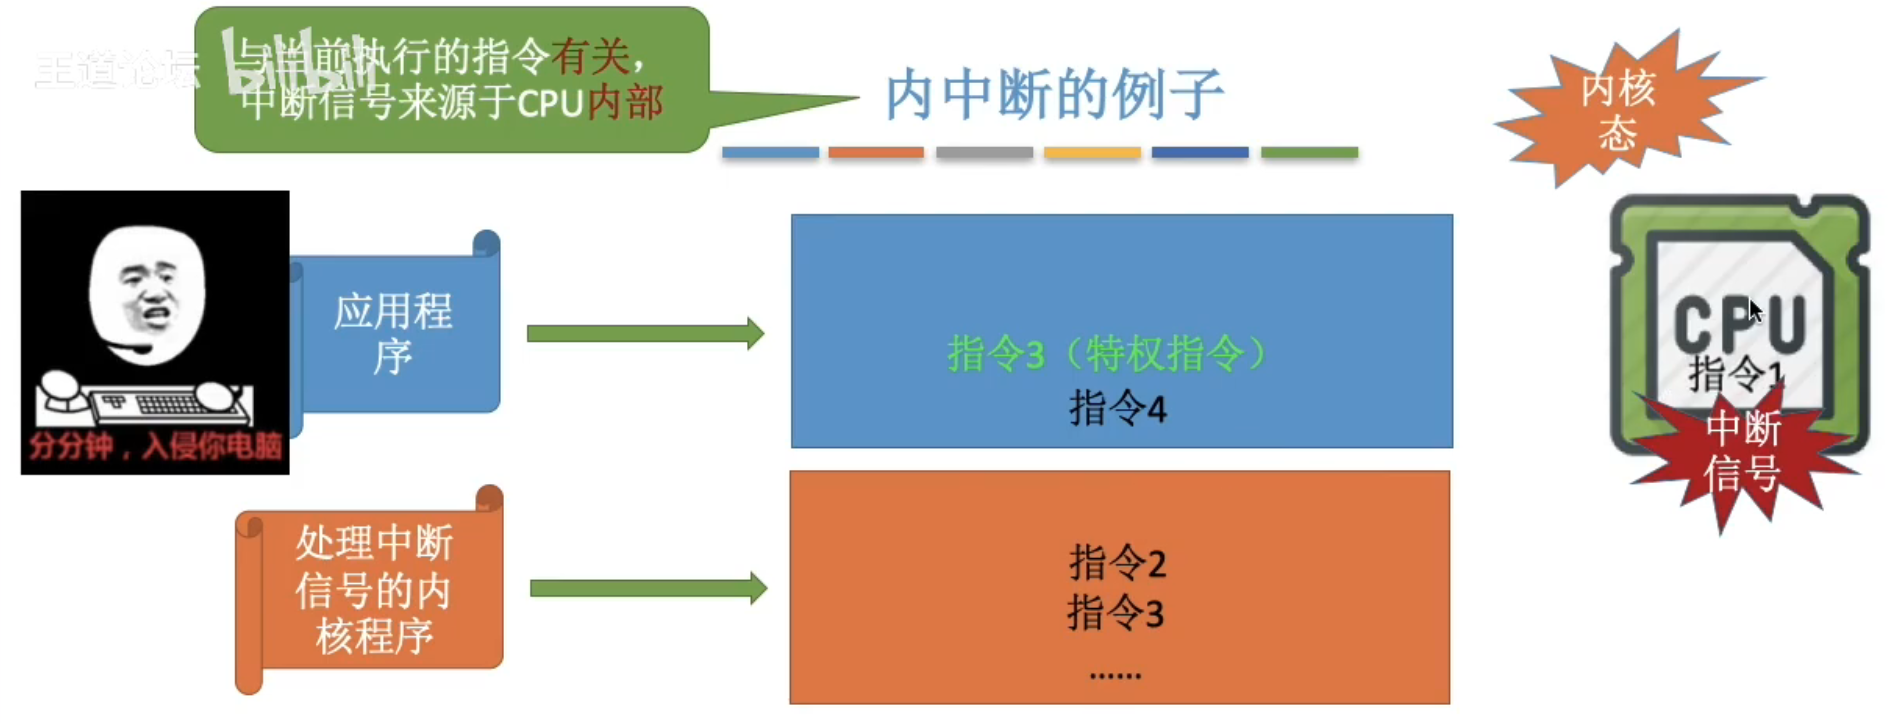 王道论坛
bilibili
与当前执行的指令有关，
中断信号来源于CPU内部
内中断的例子
内核
态
应用程
序
分分钟，入侵你电脑
指令3（特权指令）
指令4
CPU
指令1
中断
信号
处理中断
信号的内
核程序
指令2
指令3
......